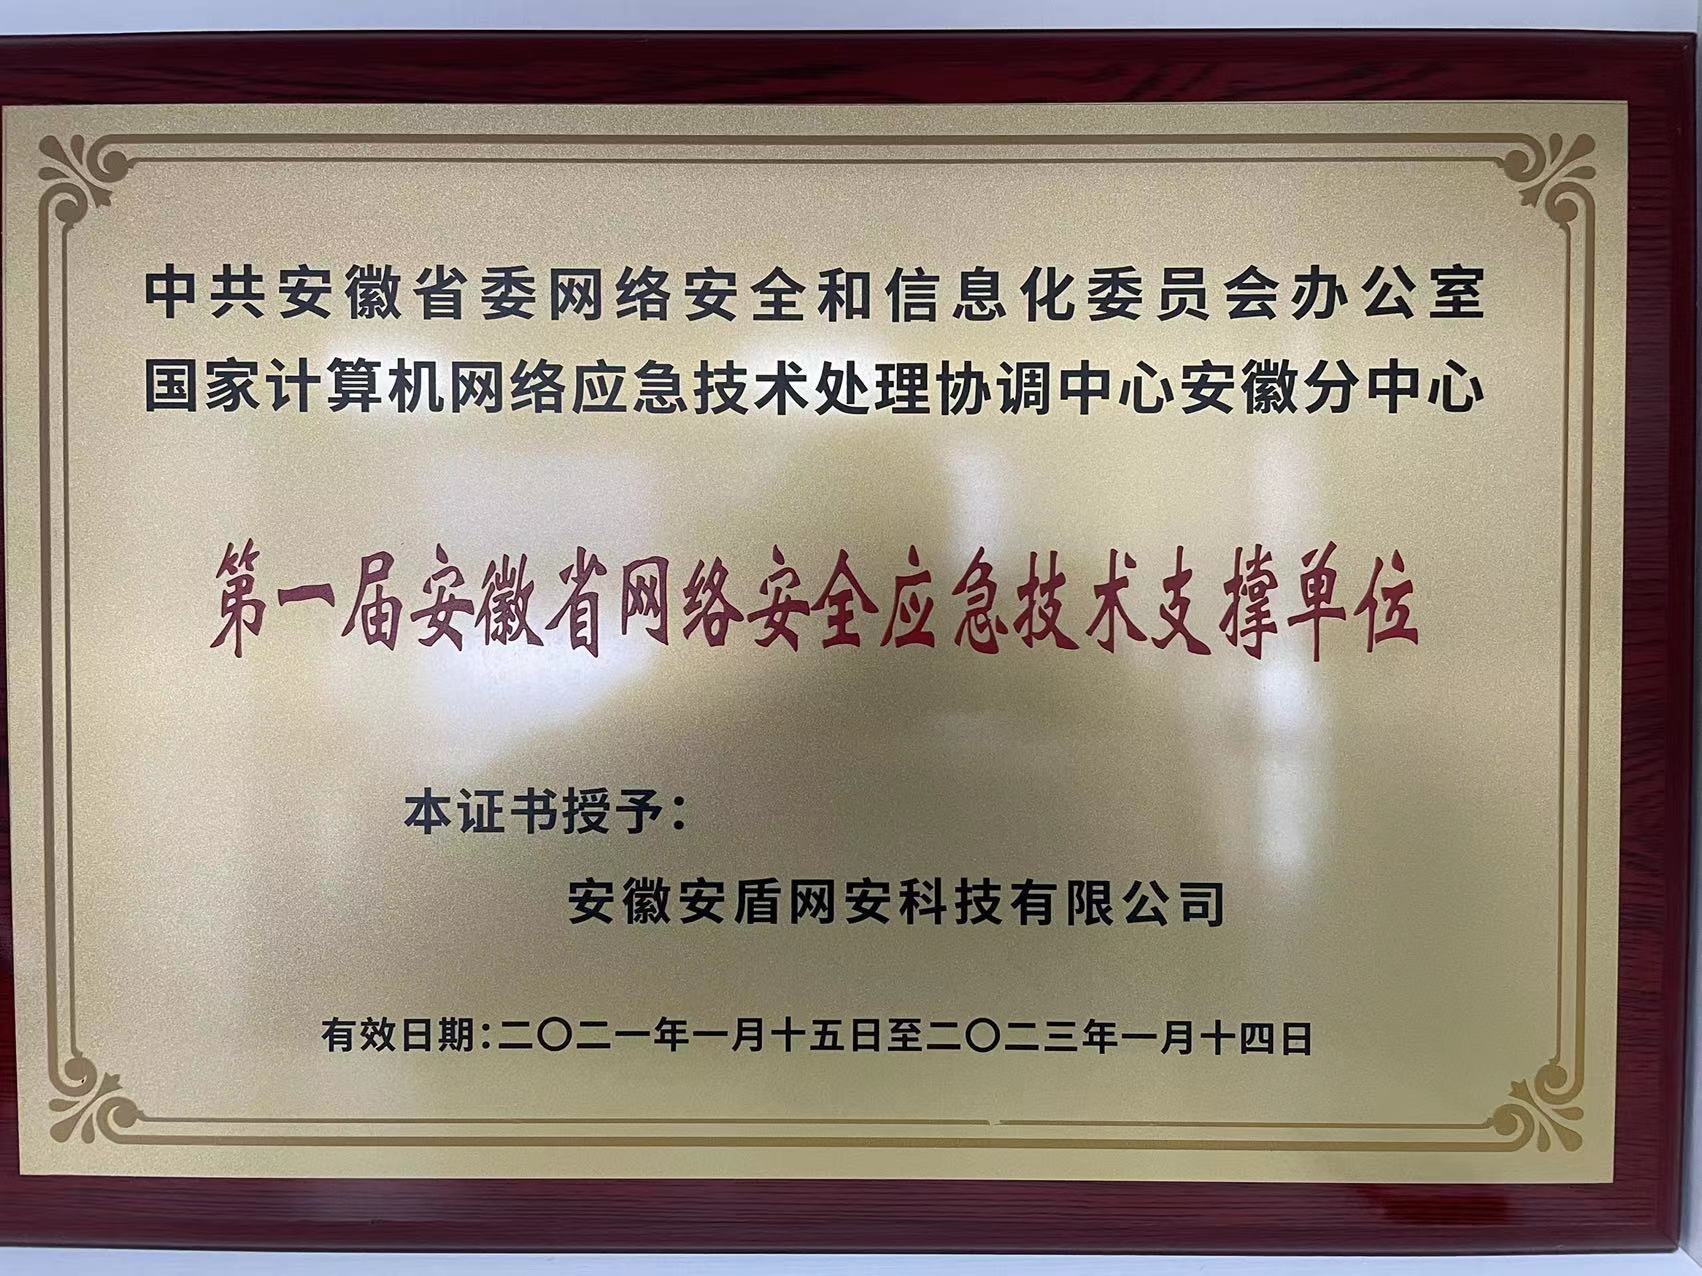 中共安徽省委网络安全和信息化委员会办公室
国家计算机网络应急技术处理协调中心安徽分中心
第一届安徽省网络安全应急技术支撑单位
本证书授予：
安徽安盾网安科技有限公司
有效日期：二〇二一年一月十五日至二〇二三年一月十四日